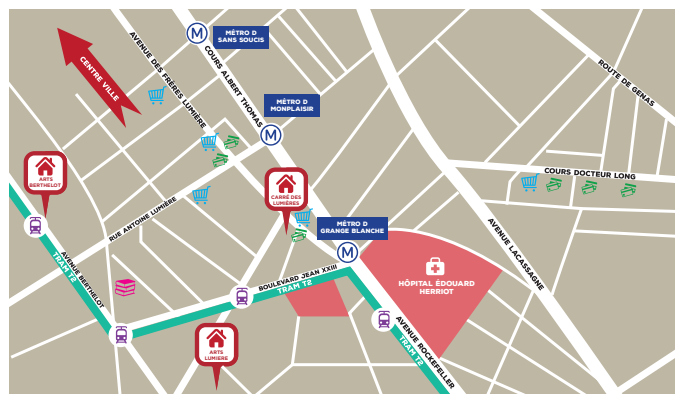 MÉTRO D
SANS SOUCIS
AVENUE DES FRÈRES LUMIÈRE
COURS ALBERT THOMAS
CENTRE VILLE
ROUTE DE GENAS
MÉTRO D
MONPLAISIR
M
M
ARTS
BERTHELOT
COURS DOCTEUR LONG
CARRÉ DES
LUMIÈRES
RUE ANTOINE LUMIÈRE
MÉTRO D
GRANGE BLANCHE
M
AVENUE LACASSAGNE
AVENUE BERTHELOT
TRAM T2
BOULEVARD JEAN XXIII
TRAM T2
HÔPITAL ÉDOUARD
HERRIOT
ARTS
LUMIERE
AVENUE ROCKEFELLER
TRAM T2